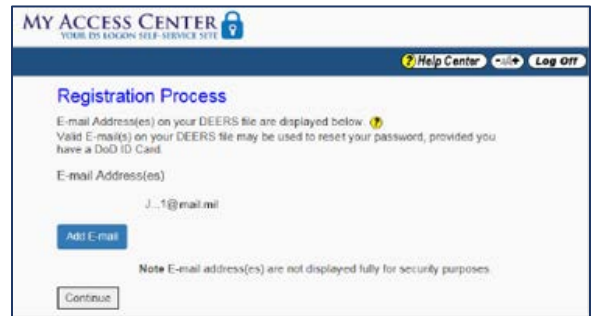 MY ACCESS CENTER
YOUR DS LOGON SELF-SERVICE SITE
Help Center Log Off
Registration Process
E-mail Address(es) on your DEERS file are displayed below. ?
Valid E-mail(s) on your DEERS file may be used to reset your password, provided you
have a DoD ID Card.
E-mail Address(es)
J...1@mail.mil
Add E-mail
Note E-mail address(es) are not displayed fully for security purposes.
Continue